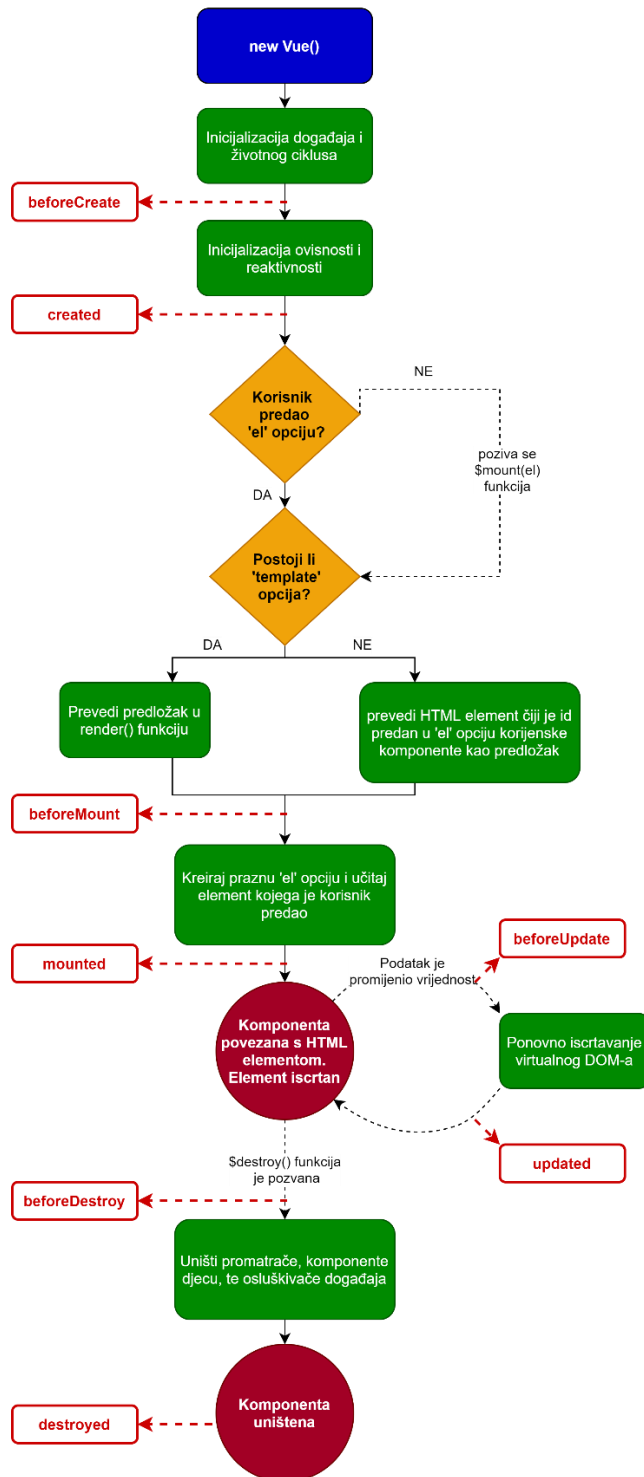 new Vue()
Inicijalizacija događaja i
životnog ciklusa
beforeCreate
Inicijalizacija ovisnosti i
reaktivnosti
created
Korisnik
predao
'el' opciju?
NE
poziva se
$mount(el)
funkcija
DA
Postoji li
'template'
opcija?
DA
NE
Prevedi predložak u
render() funkciju
prevedi HTML element čiji je id
predan u 'el' opciju korijenske
komponente kao predložak
beforeMount
Kreiraj praznu 'el' opciju i učitaj
element kojega je korisnik
predao
mounted
beforeUpdate
Podatak je
promijenio vrijednost
Komponenta
povezana s HTML
elementom.
Element iscrtan
Ponovno iscrtavanje
virtualnog DOM-a
updated
$destroy() funkcija
je pozvana
beforeDestroy
Uništi promatrače, komponente
djecu, te osluškivače događaja
Komponenta
uništena
destroyed